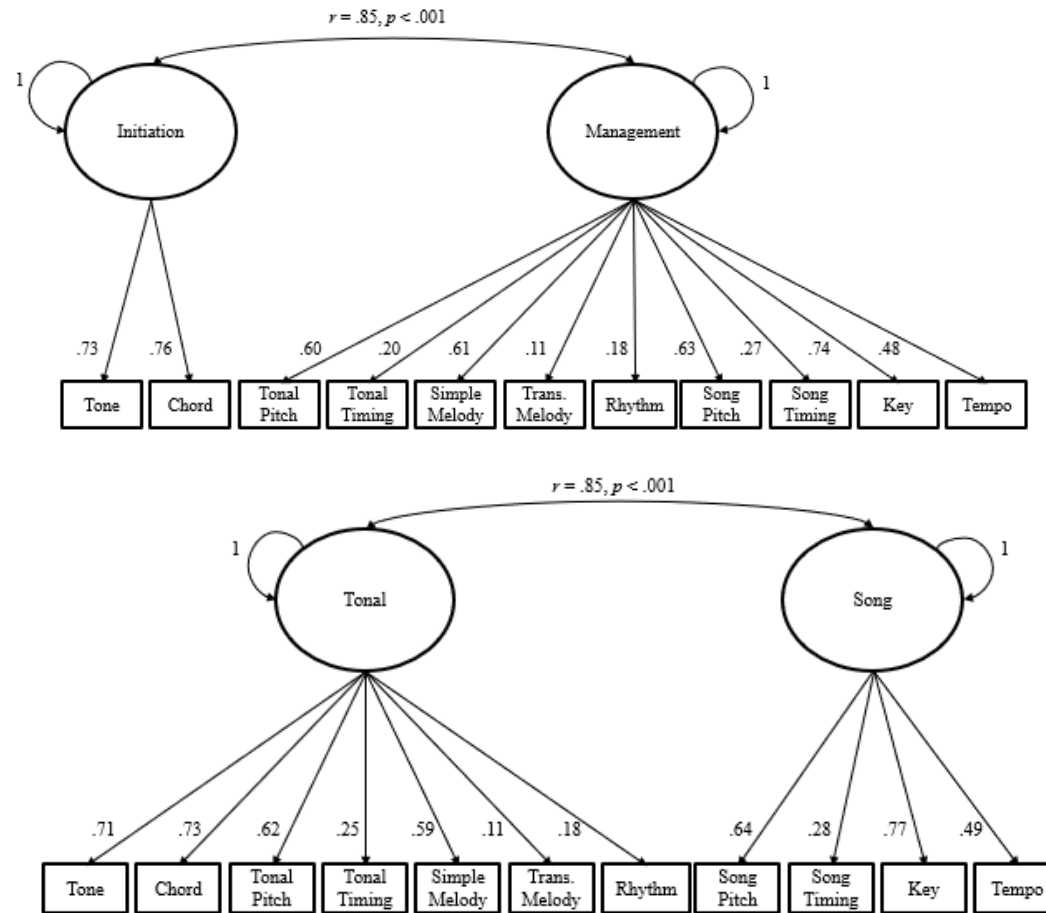 r = .85, p < .001
1
1
Initiation
Management
.73
.76
.60
.20
.61
.11
.18
.63
.27
.74
.48
Tone
Chord
Tonal
Pitch
Tonal
Timing
Simple
Melody
Trans.
Melody
Rhythm
Song
Pitch
Song
Timing
Key
Tempo
r = .85, p < .001
1
1
Tonal
Song
.71
.73
.62
.25
.59
.11
.18
.64
.28
.77
.49
Tone
Chord
Tonal
Pitch
Tonal
Timing
Simple
Melody
Trans.
Melody
Rhythm
Song
Pitch
Song
Timing
Key
Tempo